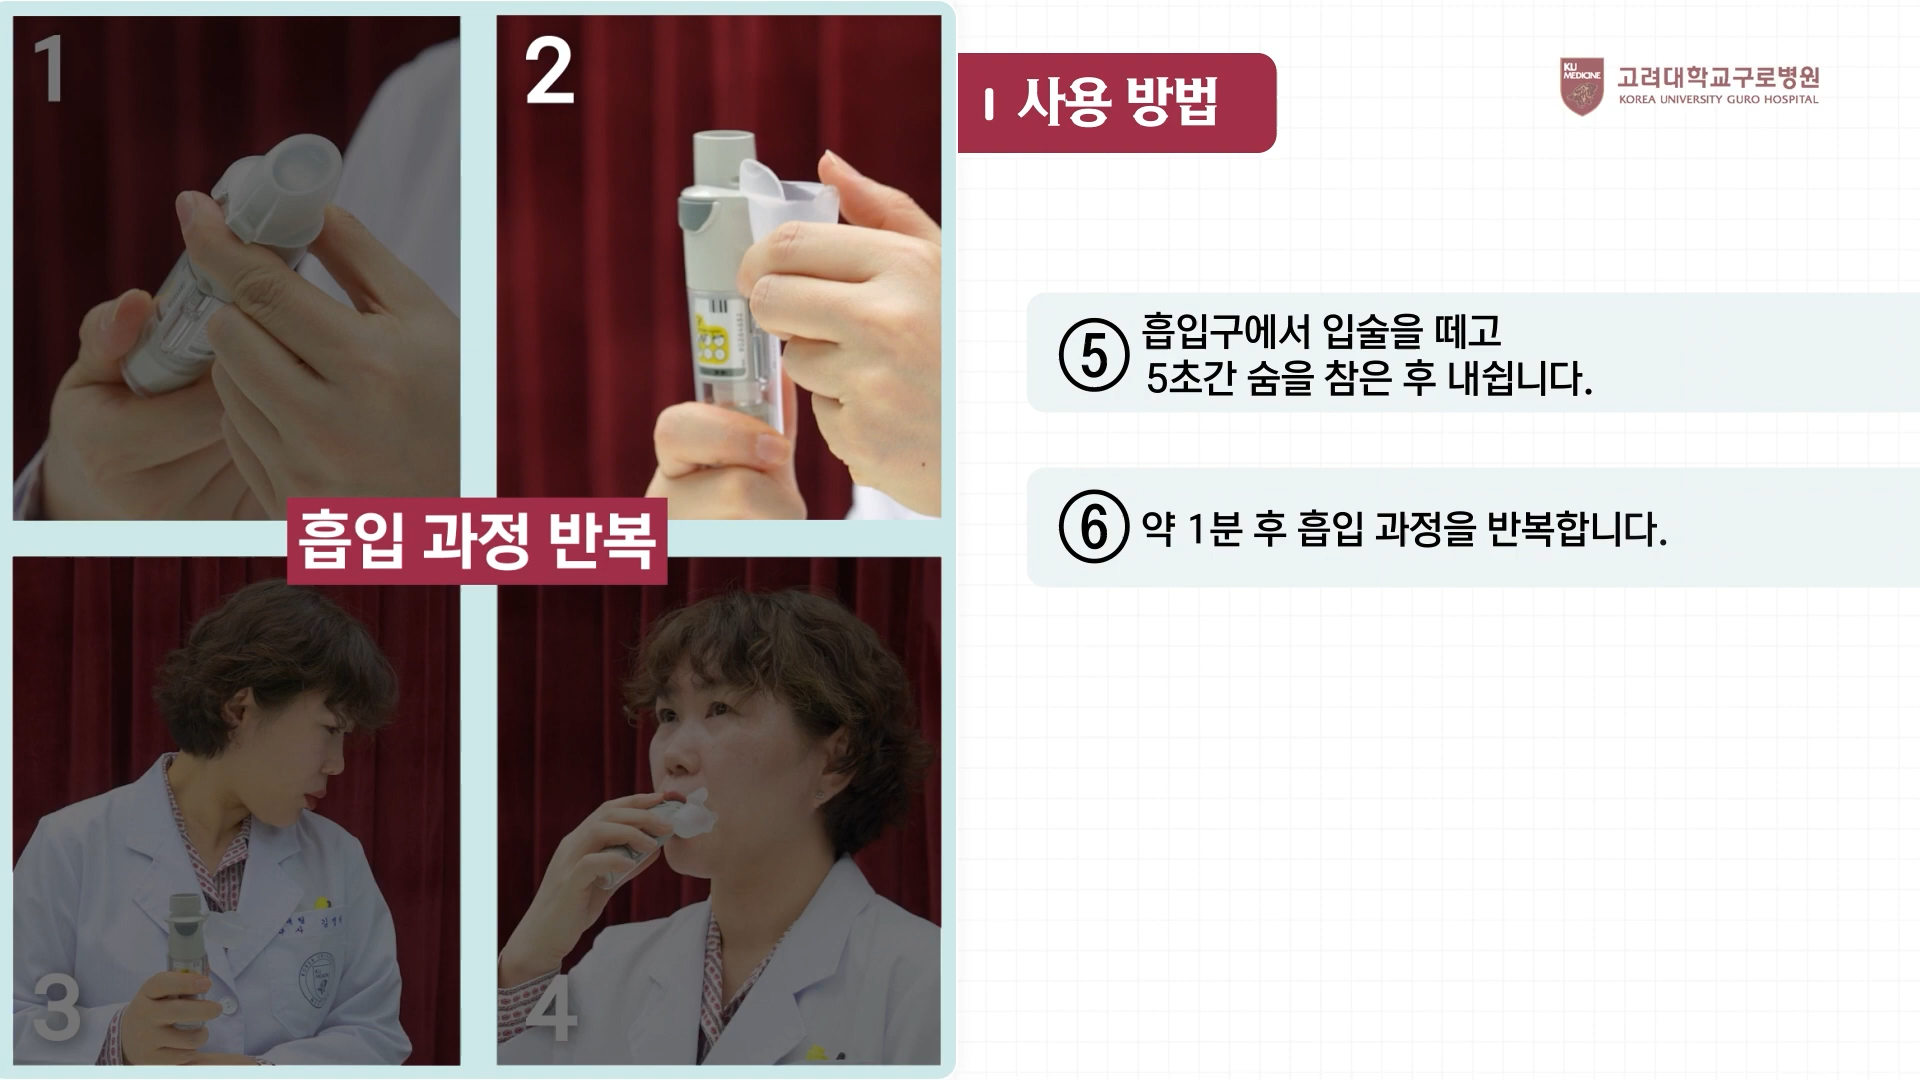 1
2
흡입 과정 반복
3
4
사용 방법
KU
MEDICINE
고려대학교구로병원
KOREA UNIVERSITY GURO HOSPITAL
⑤ 흡입구에서 입술을 떼고
5초간 숨을 참은 후 내쉽니다.
⑥ 약 1분 후 흡입 과정을 반복합니다.